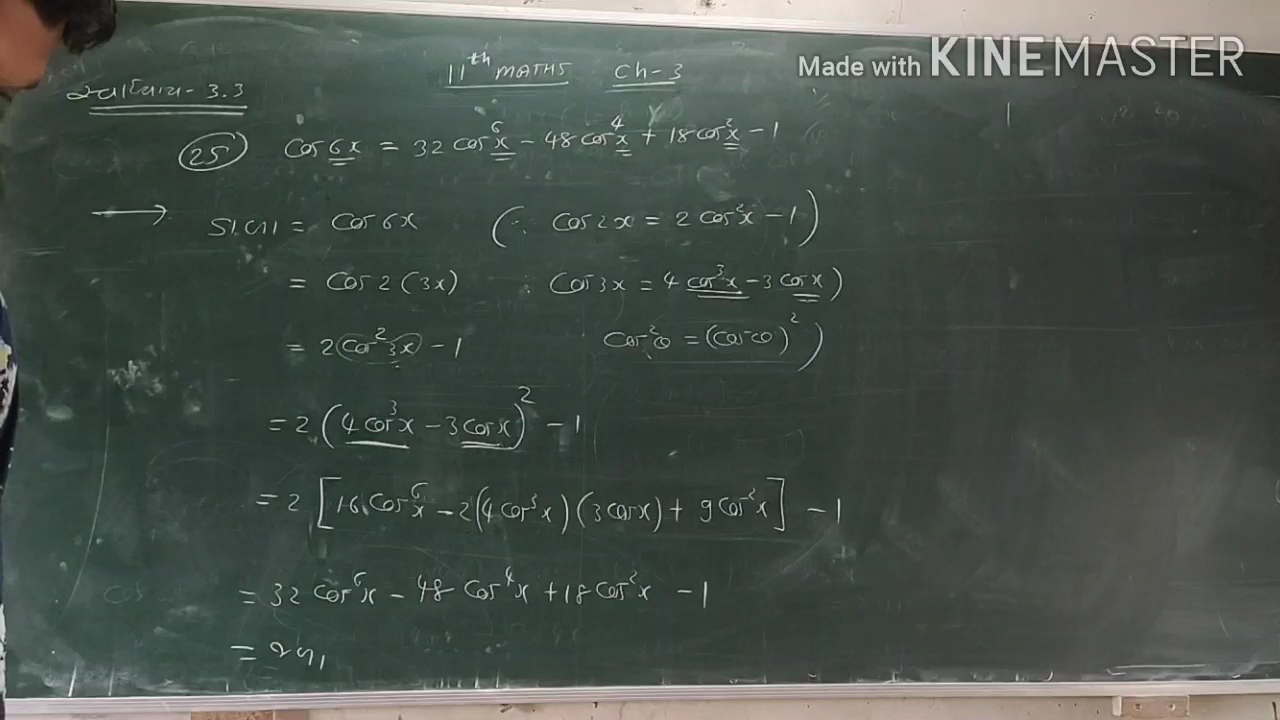 Made with KINEMASTER
11th MATHS Ch-3
સ્વાધ્યાય-3.3
(25) cos 6x = 32 cos⁶x - 48 cos⁴x + 18 cos²x - 1
→ ડા.બા = cos 6x (∵ cos 2x = 2 cos²x - 1)
= cos 2(3x) ∵ cos 3x = 4 cos³x - 3 cos x)
= 2 cos²3x - 1 cos²θ = (cos θ)²)
= 2 (4 cos³x - 3 cos x)² - 1
= 2 [16 cos⁶x - 2(4 cos³x)(3 cos x) + 9 cos²x] - 1
= 32 cos⁶x - 48 cos⁴x + 18 cos²x - 1
= જ.બા